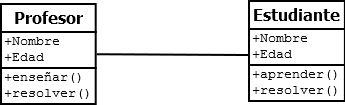 Profesor
+Nombre
+Edad
+enseñar()
+resolver()
Estudiante
+Nombre
+Edad
+aprender()
+resolver()